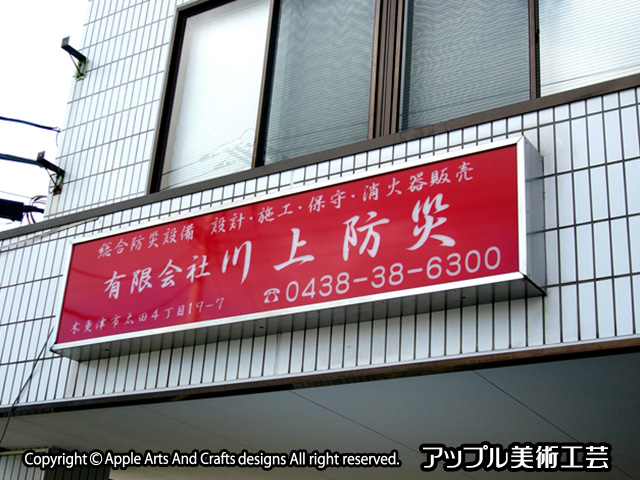 総合防災設備 設計・施工・保守・消火器販売
有限会社川上防災
☎0438-38-6300
木更津市太田4丁目19-7
Copyright © Apple Arts And Crafts designs All right reserved. アップル美術工芸